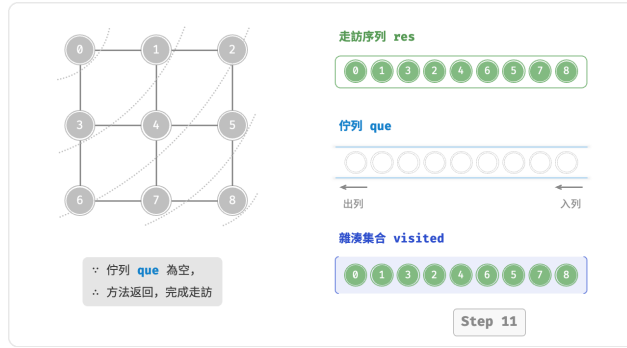 0 1 2
3 4 5
6 7 8
∵ 佇列 que 為空，
∴ 方法返回，完成走訪
走訪序列 res
0 1 3 2 4 6 5 7 8
佇列 que
出列 入列
雜湊集合 visited
0 1 3 2 4 6 5 7 8
Step 11